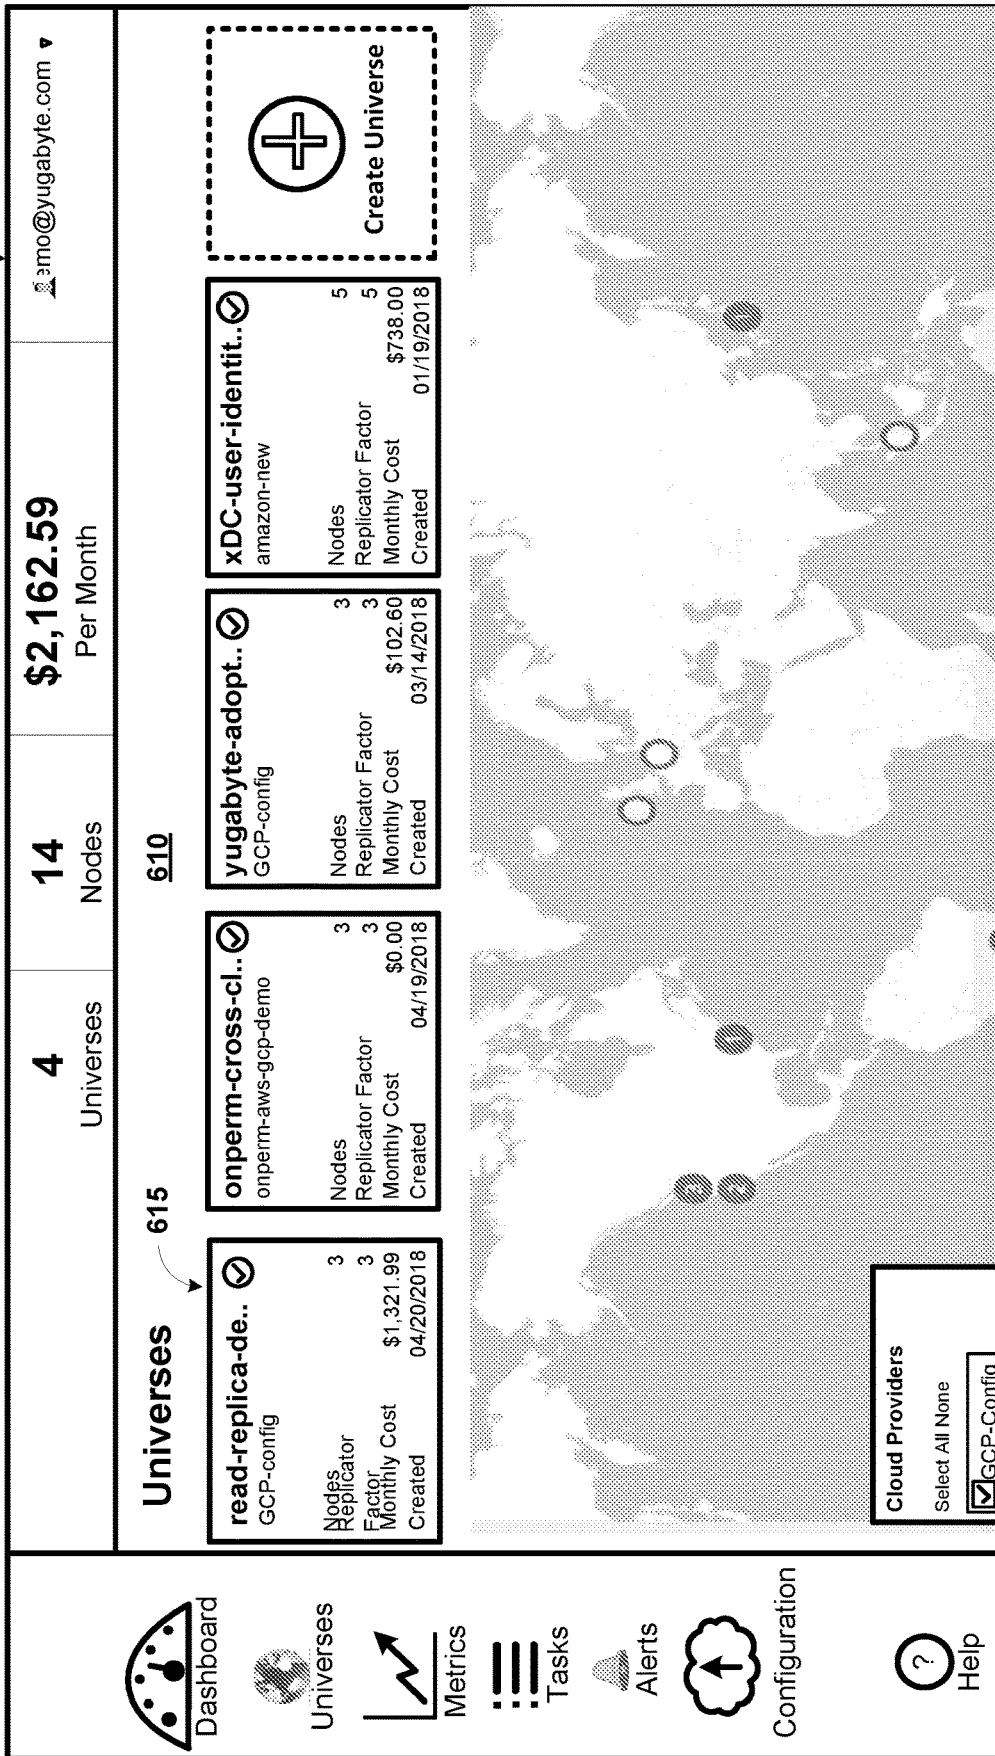 4
Universes
14
Nodes
$2,162.59
Per Month
emo@yugabyte.com
Dashboard
Universes
Metrics
Tasks
Alerts
Configuration
Help
Universes
615
610
read-replica-de..
GCP-config
Nodes 3
Replicator
Factor 3
Monthly Cost $1,321.99
Created 04/20/2018
onperm-cross-cl..
onperm-aws-gcp-demo
Nodes 3
Replicator Factor 3
Monthly Cost $0.00
Created 04/19/2018
yugabyte-adopt..
GCP-config
Nodes 3
Replicator Factor 3
Monthly Cost $102.60
Created 03/14/2018
xDC-user-identit..
amazon-new
Nodes 5
Replicator Factor 5
Monthly Cost $738.00
Created 01/19/2018
Create Universe
Cloud Providers
Select All None
GCP-Config
?